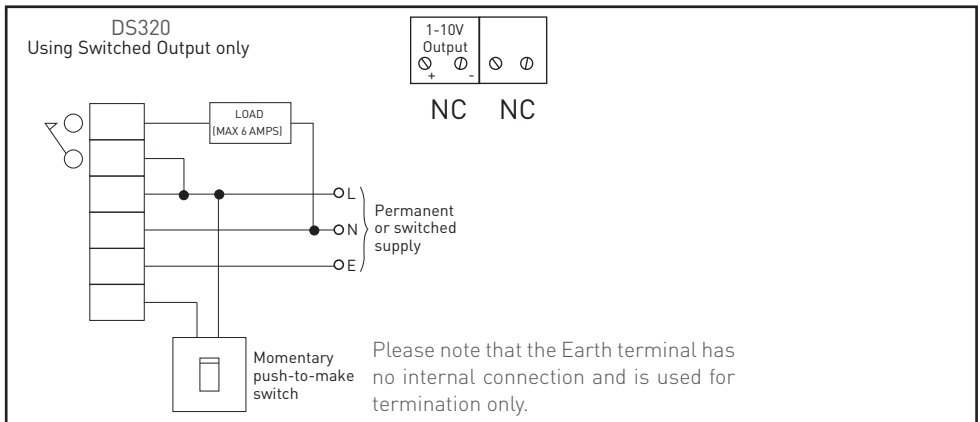 DS320
Using Switched Output only
1-10V
Output
+ -
NC NC
LOAD
(MAX 6 AMPS)
L
N
E
Permanent
or switched
supply
Momentary
push-to-make
switch
Please note that the Earth terminal has
no internal connection and is used for
termination only.